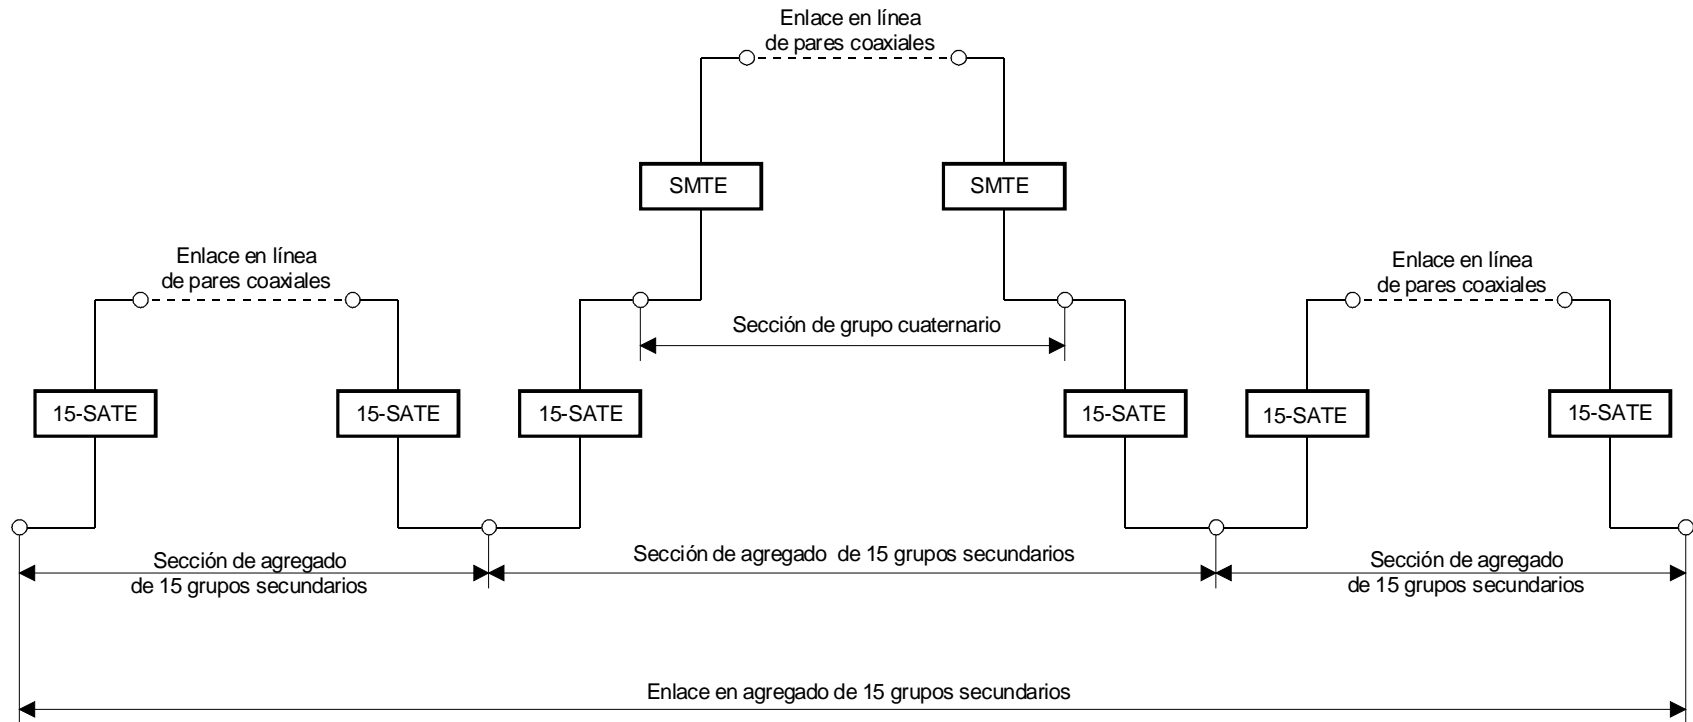 Enlace en línea
de pares coaxiales
SMTE
SMTE
Enlace en línea
de pares coaxiales
Enlace en línea
de pares coaxiales
Sección de grupo cuaternario
15-SATE
15-SATE
15-SATE
15-SATE
15-SATE
15-SATE
Sección de agregado
de 15 grupos secundarios
Sección de agregado de 15 grupos secundarios
Sección de agregado
de 15 grupos secundarios
Enlace en agregado de 15 grupos secundarios